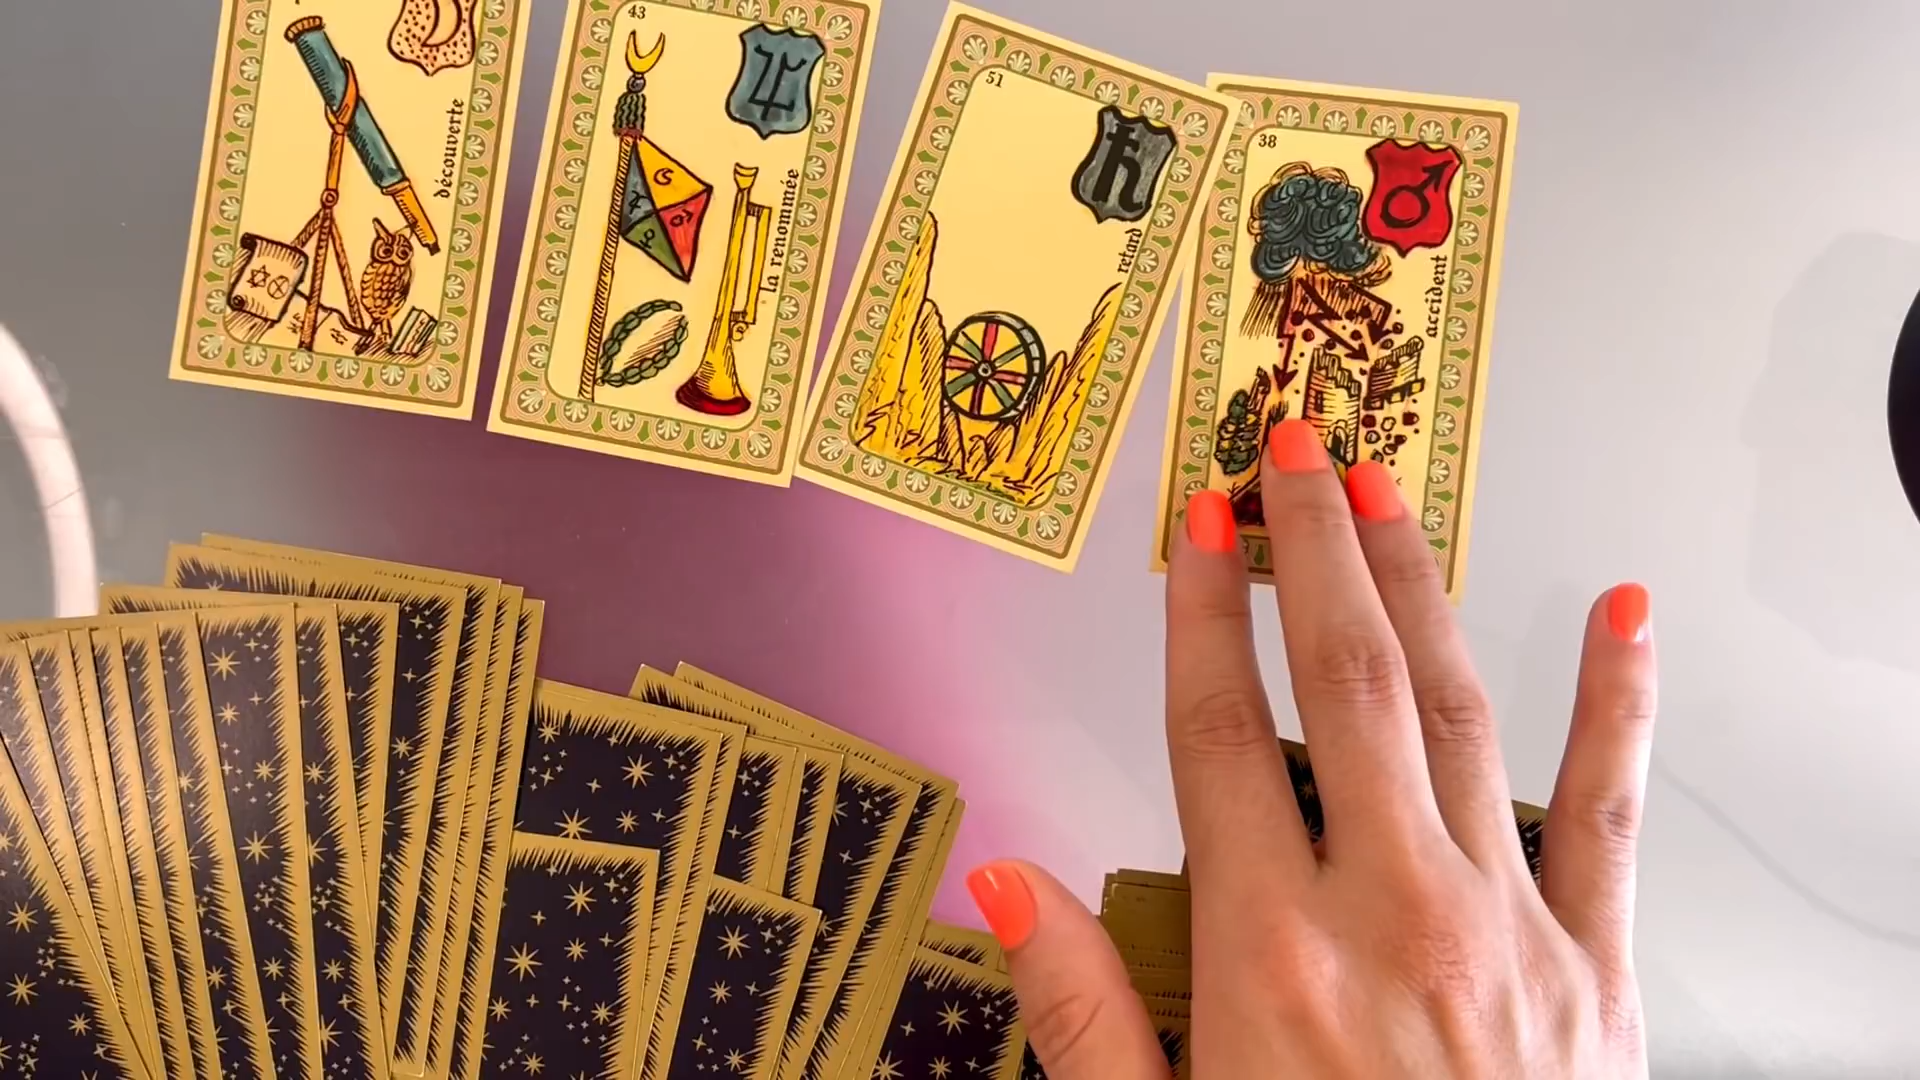 découverte
43
la renommée
51
retard
38
accident